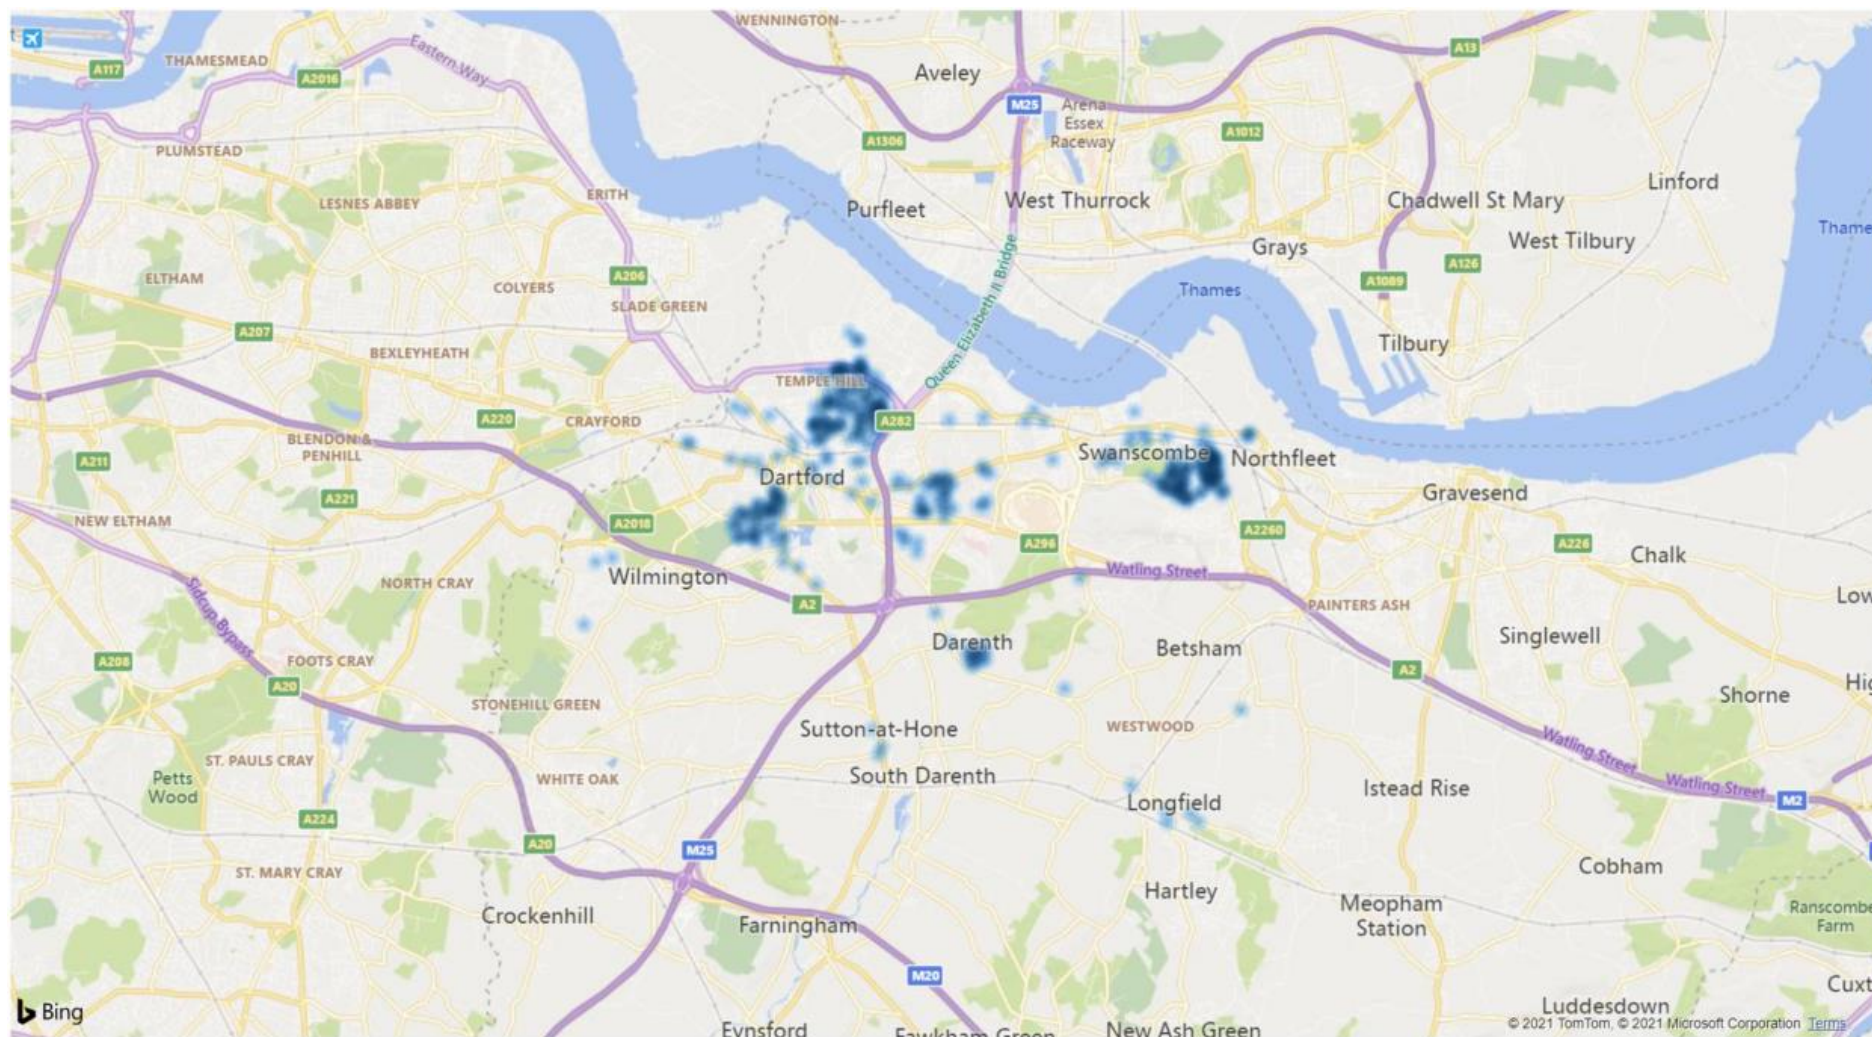 WENNINGTON
A117
THAMESMEAD
A2016
Eastern Way
Aveley
A13
M25
Arena
Essex
Raceway
A1306
A1012
PLUMSTEAD
LESNES ABBEY
ERITH
Purfleet
West Thurrock
Chadwell St Mary
Linford
Thame
West Tilbury
Grays
A126
A1089
ELTHAM
COLYERS
A206
SLADE GREEN
Thames
Queen Elizabeth II Bridge
A207
BEXLEYHEATH
Tilbury
TEMPLE HILL
A220
CRAYFORD
A282
BLENDON &
PENHILL
A211
Swanscombe
Northfleet
Dartford
Gravesend
A221
NEW ELTHAM
A2018
A296
A2260
A226
Chalk
Wilmington
Watling Street
NORTH CRAY
Sidcup Bypass
A2
PAINTERS ASH
Low
Darenth
Betsham
Singlewell
FOOTS CRAY
A208
A20
A2
Shorne
Hig
STONEHILL GREEN
Sutton-at-Hone
WESTWOOD
Watling Street
ST. PAULS CRAY
Petts
Wood
WHITE OAK
South Darenth
Istead Rise
Watling Street
M2
Longfield
A224
A20
M25
ST. MARY CRAY
Cobham
Hartley
Meopham
Station
Ranscombe
Farm
Crockenhill
Farningham
M20
Cuxt
Luddesdown
Bing
Eynsford
Fawkham Green
New Ash Green
© 2021 TomTom, © 2021 Microsoft Corporation Terms